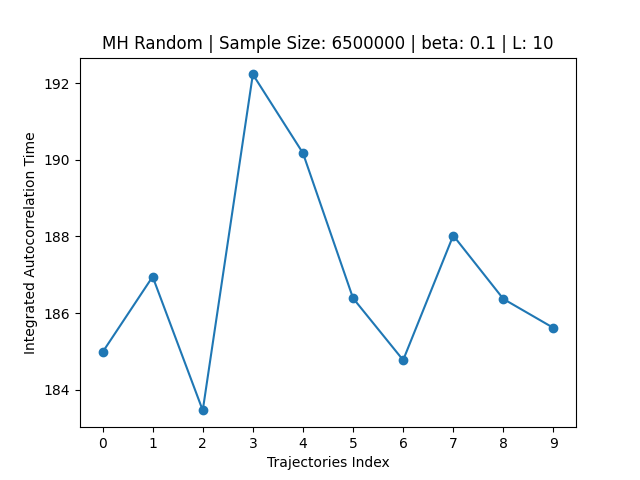 MH Random | Sample Size: 6500000 | beta: 0.1 | L: 10
Integrated Autocorrelation Time
192
190
188
186
184
0 1 2 3 4 5 6 7 8 9
Trajectories Index